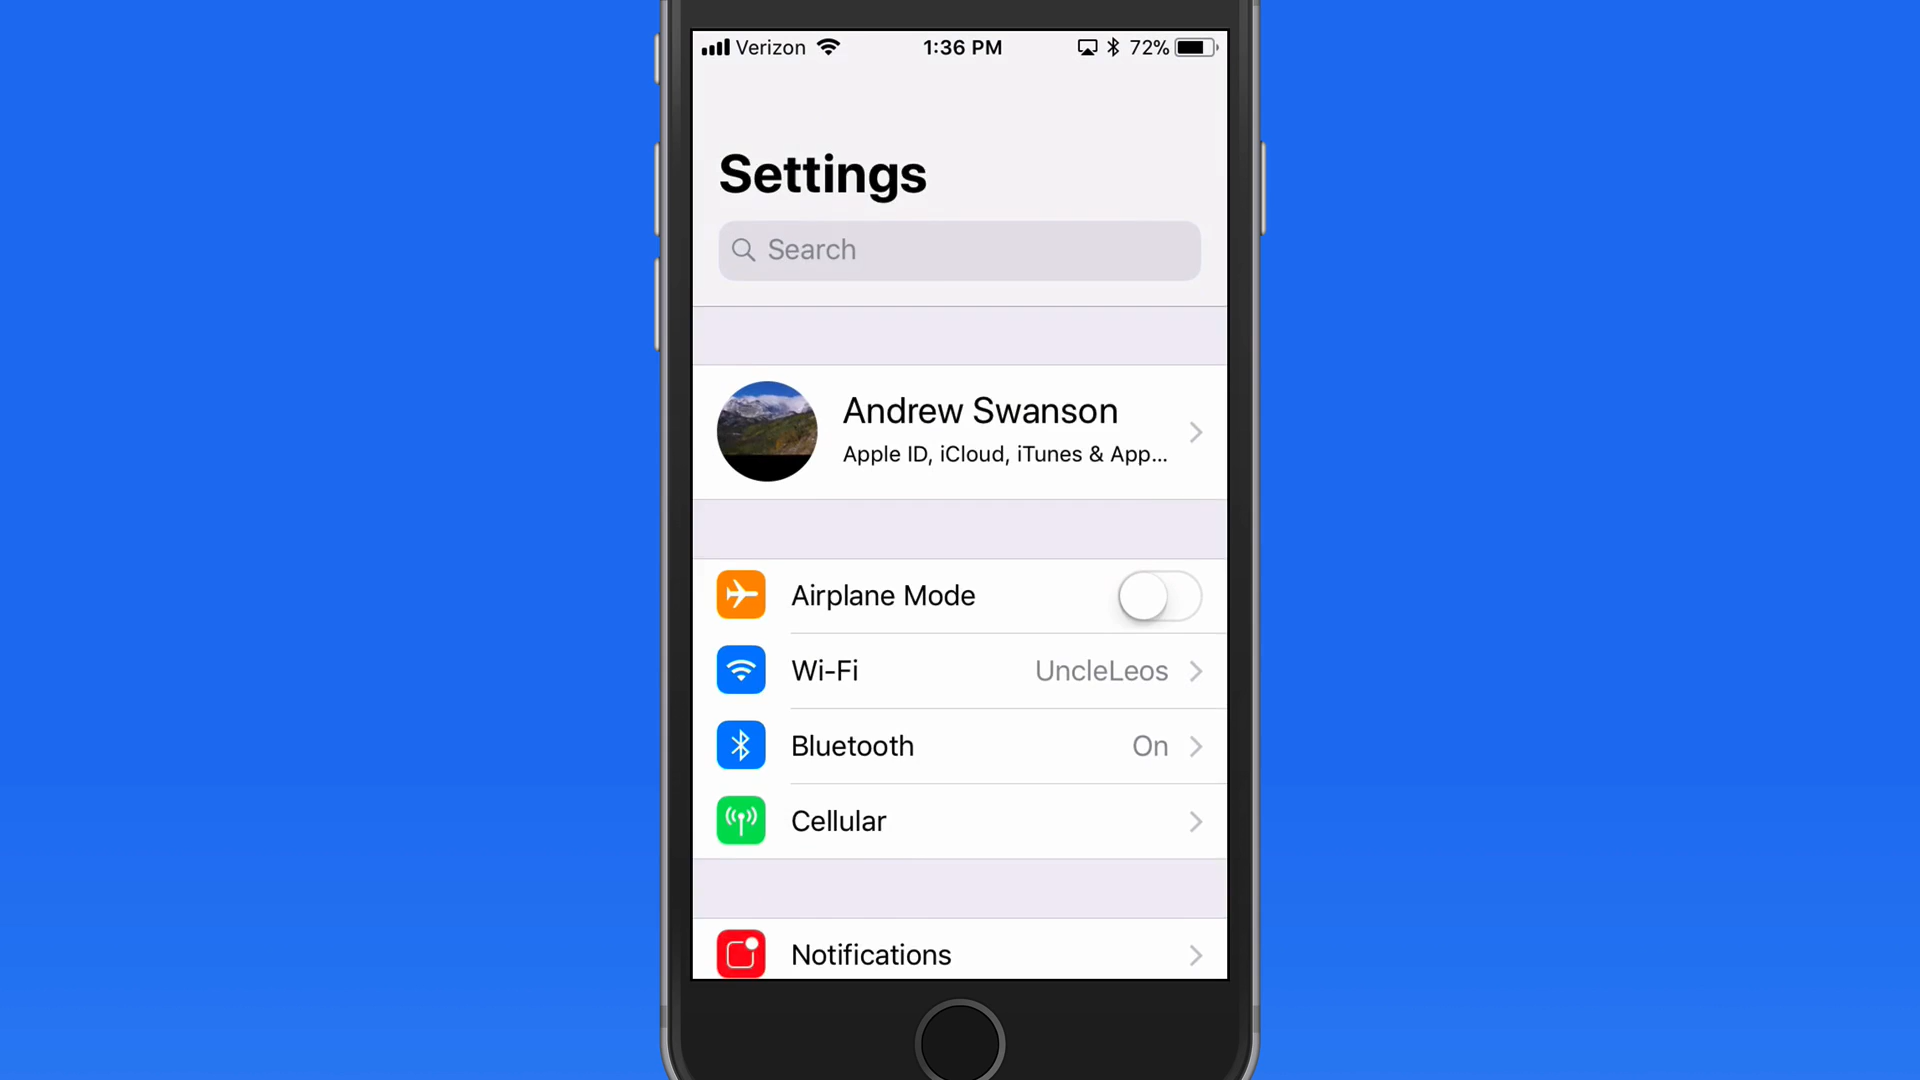 Verizon 1:36 PM 72%
Settings
Search
Andrew Swanson
Apple ID, iCloud, iTunes & App...
Airplane Mode
Wi-Fi UncleLeos
Bluetooth On
Cellular
Notifications